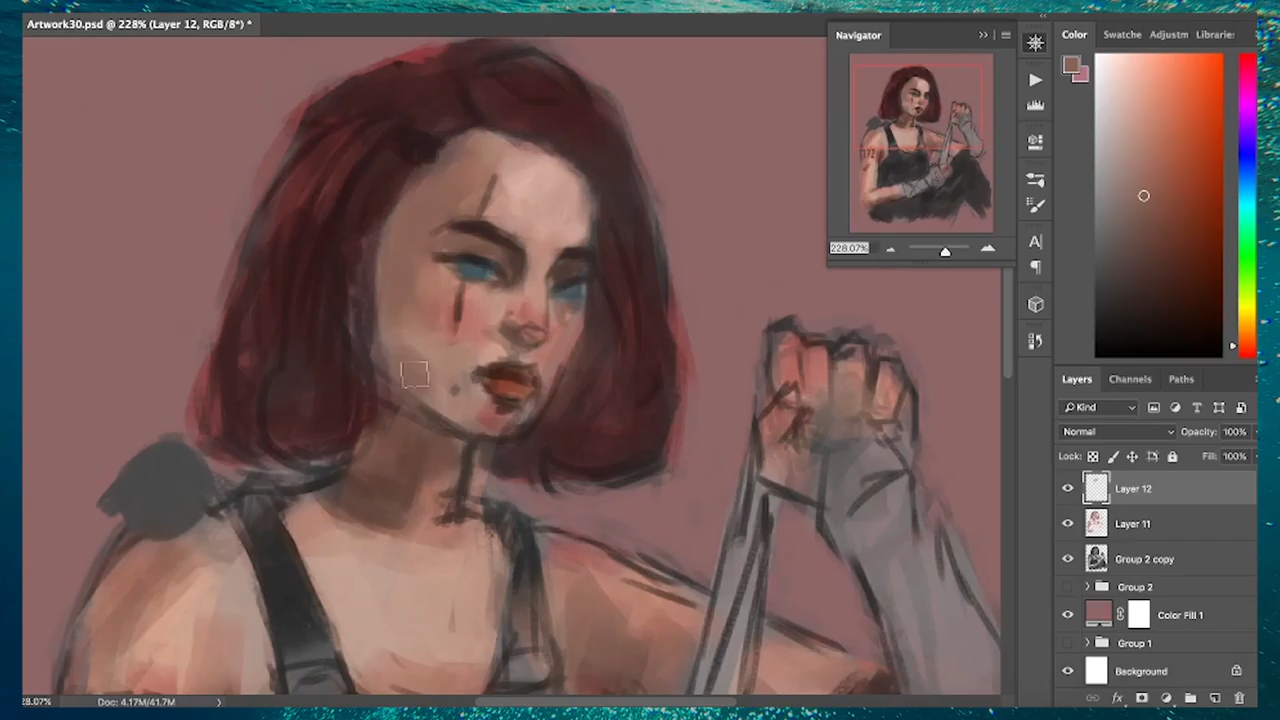 Artwork30.psd @ 228% (Layer 12, RGB/8*) *
Navigator
228.07%
Color Swatche Adjustm Librarie
Layers Channels Paths
Kind
Normal Opacity: 100%
Lock: Fill: 100%
Layer 12
Layer 11
Group 2 copy
Group 2
Color Fill 1
Group 1
Background
fx
28.07% Doc: 4.17M/41.7M